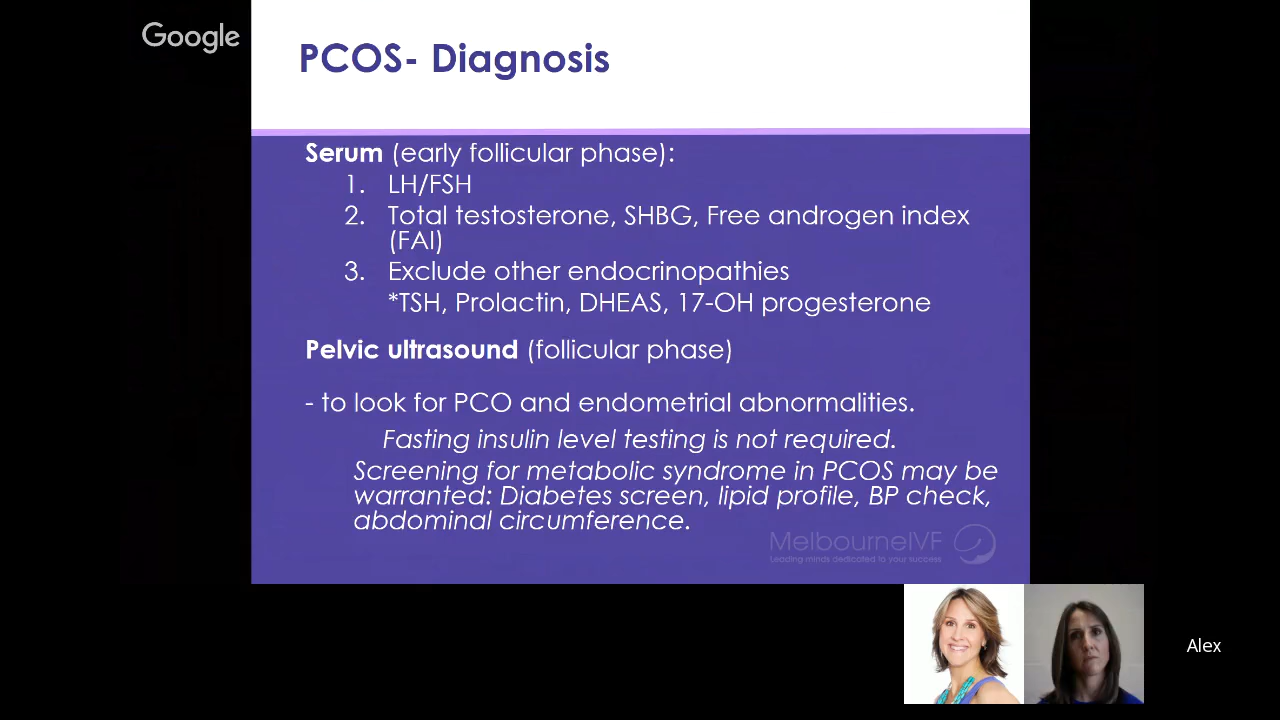 Google
PCOS- Diagnosis
Serum (early follicular phase):
1. LH/FSH
2. Total testosterone, SHBG, Free androgen index
(FAI)
3. Exclude other endocrinopathies
*TSH, Prolactin, DHEAS, 17-OH progesterone
Pelvic ultrasound (follicular phase)
- to look for PCO and endometrial abnormalities.
Fasting insulin level testing is not required.
Screening for metabolic syndrome in PCOS may be
warranted: Diabetes screen, lipid profile, BP check,
abdominal circumference.
MelbourneIVF
Leading minds dedicated to your success
Alex